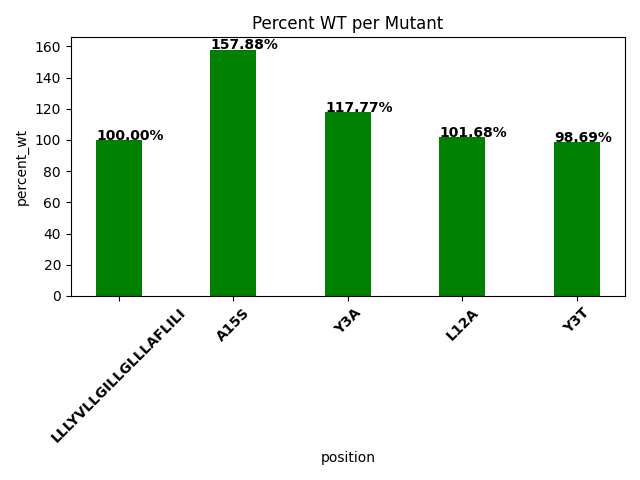 Percent WT per Mutant
percent_wt
160
140
120
100
80
60
40
20
0
100.00%
157.88%
117.77%
101.68%
98.69%
LLLYVLLGILLGLLLAFLILI
A15S
Y3A
L12A
Y3T
position